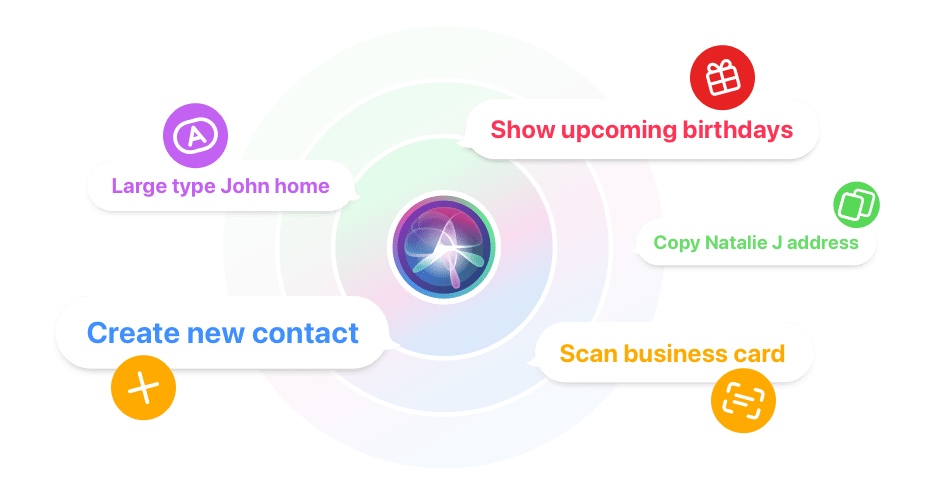 Show upcoming birthdays
Large type John home
Copy Natalie J address
Create new contact
Scan business card